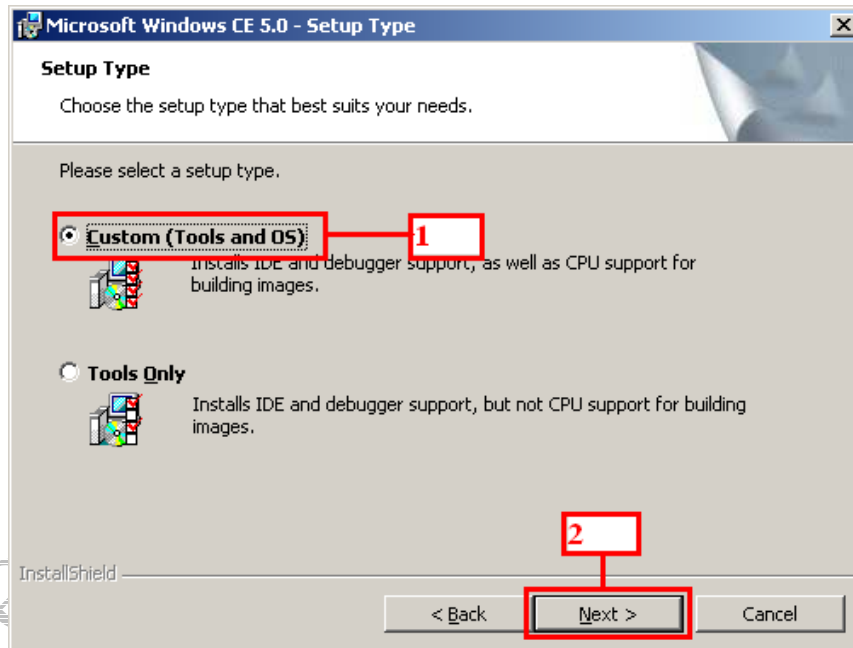 Microsoft Windows CE 5.0 - Setup Type
Setup Type
Choose the setup type that best suits your needs.
Please select a setup type.
Custom (Tools and OS)
1
Installs IDE and debugger support, as well as CPU support for
building images.
Tools Only
Installs IDE and debugger support, but not CPU support for building
images.
2
InstallShield
< Back
Next >
Cancel